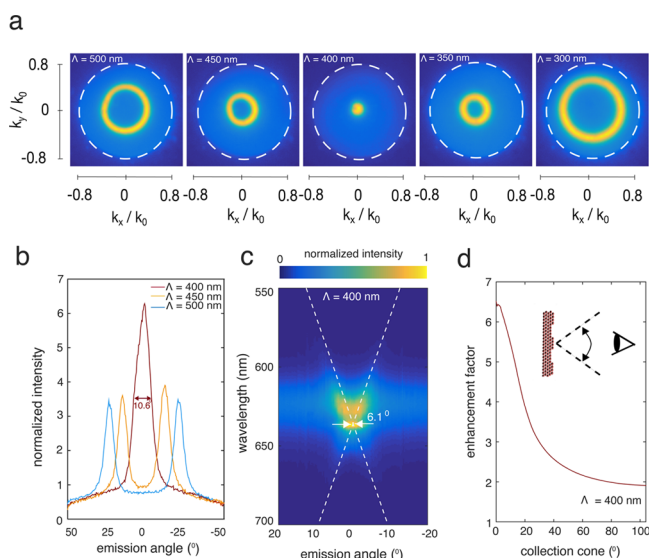 a
Λ = 500 nm
Λ = 450 nm
Λ = 400 nm
Λ = 350 nm
Λ = 300 nm
0.8
0
-0.8
ky / k0
-0.8 0 0.8
-0.8 0 0.8
-0.8 0 0.8
-0.8 0 0.8
-0.8 0 0.8
kx / k0
kx / k0
kx / k0
kx / k0
kx / k0
b
7
6
5
4
3
2
1
0
normalized intensity
Λ = 400 nm
Λ = 450 nm
Λ = 500 nm
10.6
50 25 0 -25 -50
emission angle (⁰)
c
normalized intensity
0 1
Λ = 400 nm
550
600
650
700
wavelength (nm)
6.1⁰
20 10 0 -10 -20
emission angle (⁰)
d
7
6
5
4
3
2
1
enhancement factor
Λ = 400 nm
0 20 40 60 80 100
collection cone (⁰)